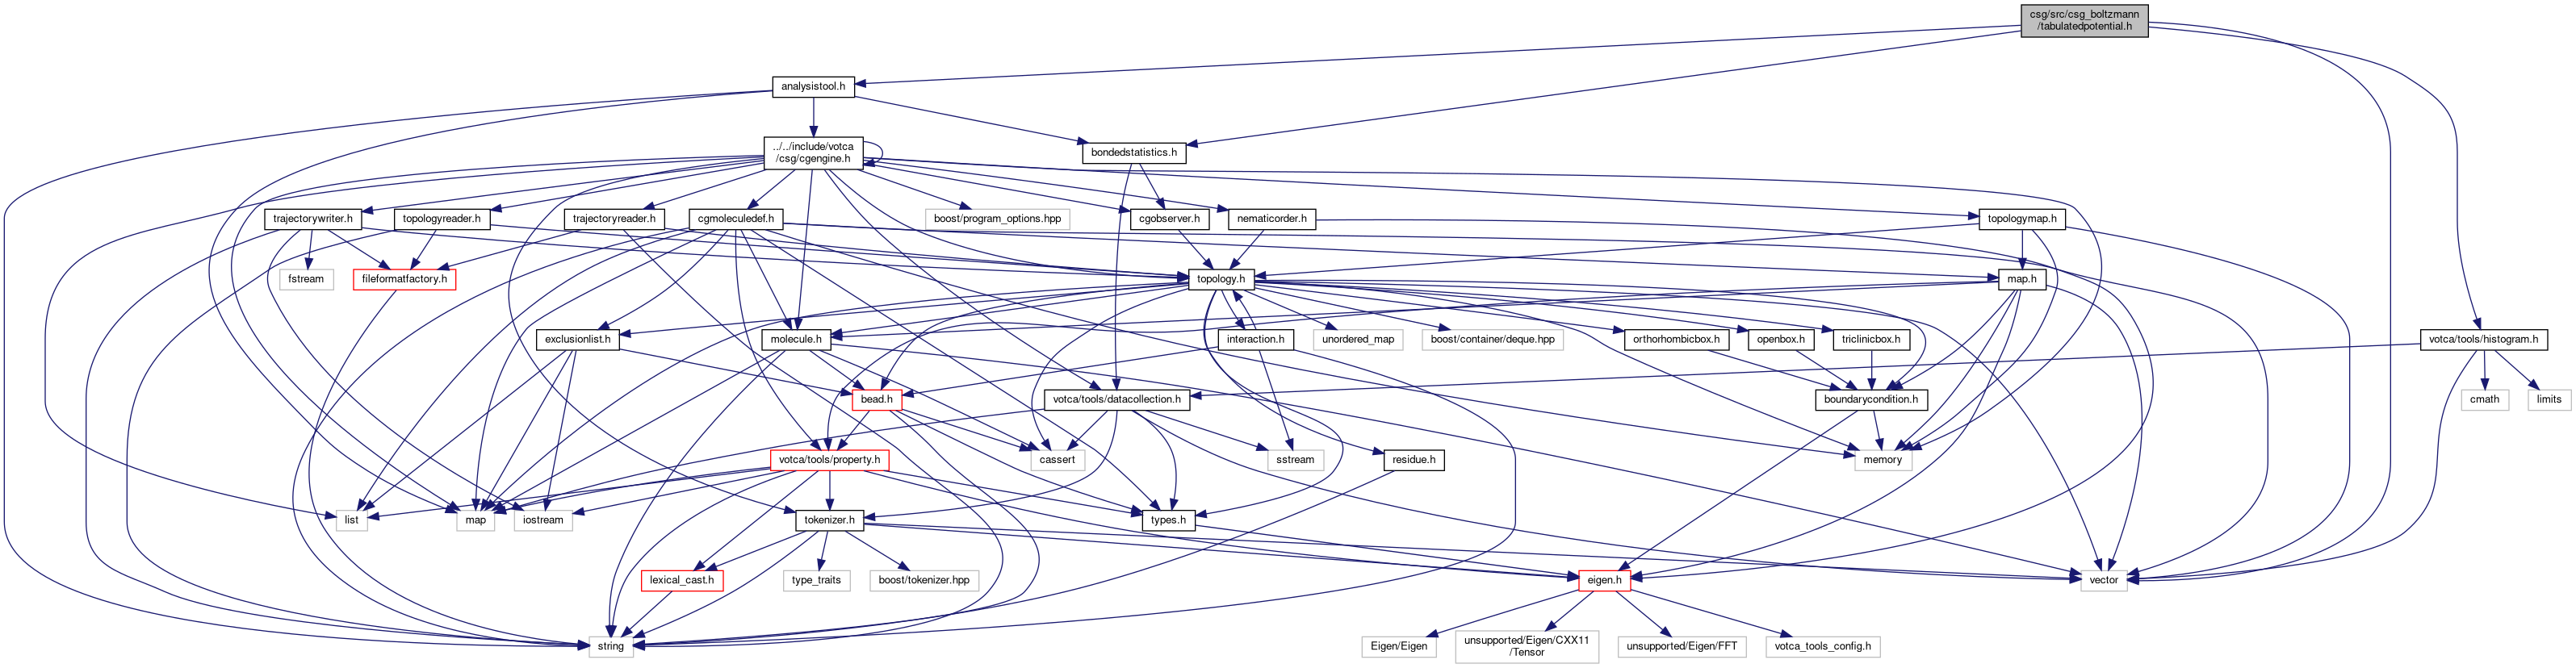 csg/src/csg_boltzmann
/tabulatedpotential.h
analysistool.h
../../include/votca
/csg/cgengine.h
bondedstatistics.h
trajectorywriter.h
topologyreader.h
trajectoryreader.h
cgmoleculedef.h
boost/program_options.hpp
cgobserver.h
nematicorder.h
topologymap.h
fstream
fileformatfactory.h
topology.h
map.h
exclusionlist.h
molecule.h
interaction.h
unordered_map
boost/container/deque.hpp
orthorhombicbox.h
openbox.h
triclinicbox.h
votca/tools/histogram.h
bead.h
votca/tools/datacollection.h
boundarycondition.h
cmath
limits
votca/tools/property.h
cassert
sstream
residue.h
memory
list
map
iostream
tokenizer.h
types.h
lexical_cast.h
type_traits
boost/tokenizer.hpp
eigen.h
vector
string
Eigen/Eigen
unsupported/Eigen/CXX11
/Tensor
unsupported/Eigen/FFT
votca_tools_config.h